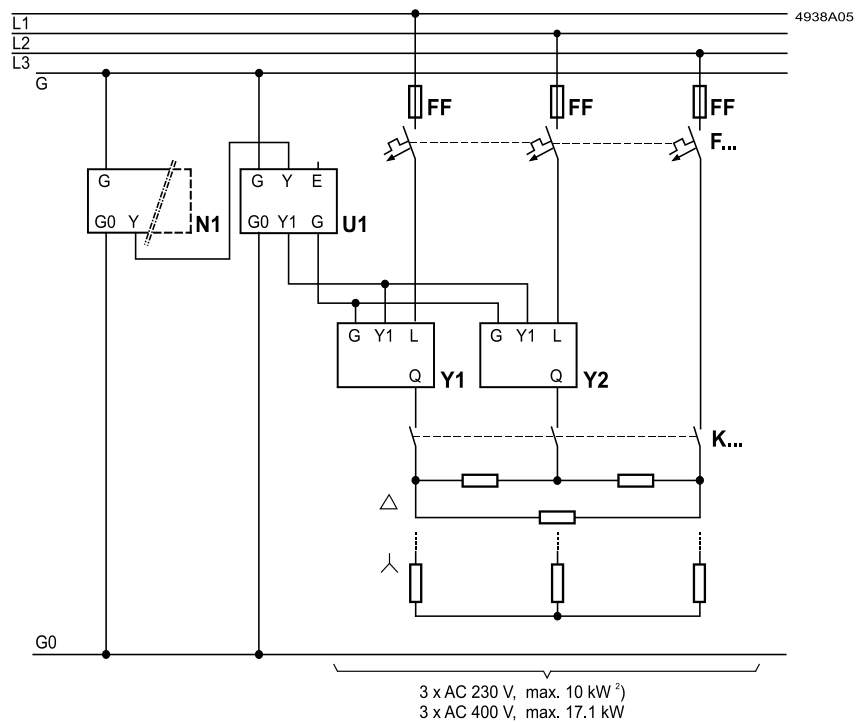 L1
4938A05
L2
L3
G
FF FF FF
F...
G
G Y E
G0 Y N1
G0 Y1 G U1
G Y1 L
G Y1 L
Q Y1
Q Y2
K...
G0
3 x AC 230 V, max. 10 kW ²)
3 x AC 400 V, max. 17.1 kW